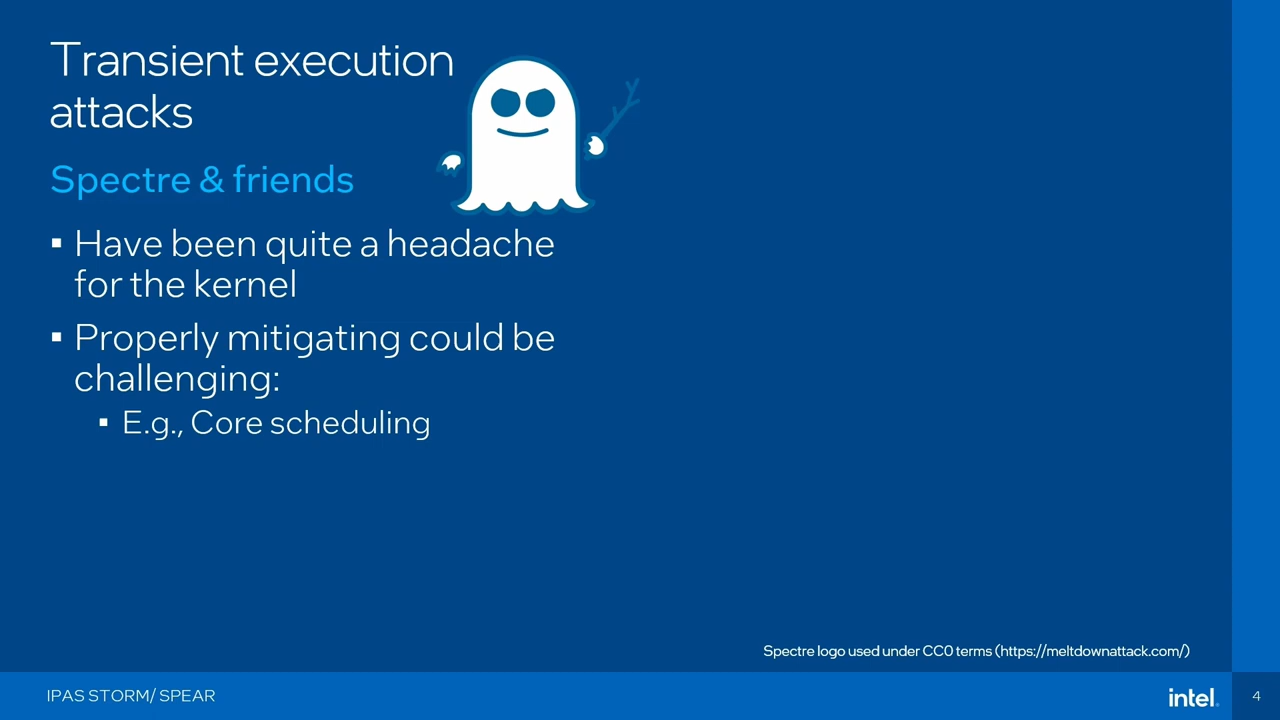 Transient execution
attacks
Spectre & friends
▪ Have been quite a headache
for the kernel
▪ Properly mitigating could be
challenging:
▪ E.g., Core scheduling
Spectre logo used under CC0 terms (https://meltdownattack.com/)
IPAS STORM/ SPEAR
intel.
4